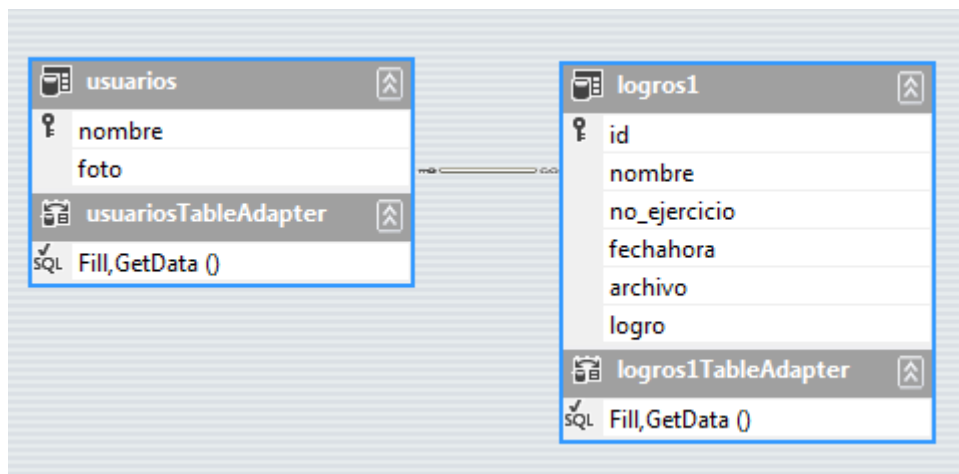 usuarios
nombre
foto
usuariosTableAdapter
SQL Fill,GetData ()
logros1
id
nombre
no_ejercicio
fechahora
archivo
logro
logros1TableAdapter
SQL Fill,GetData ()